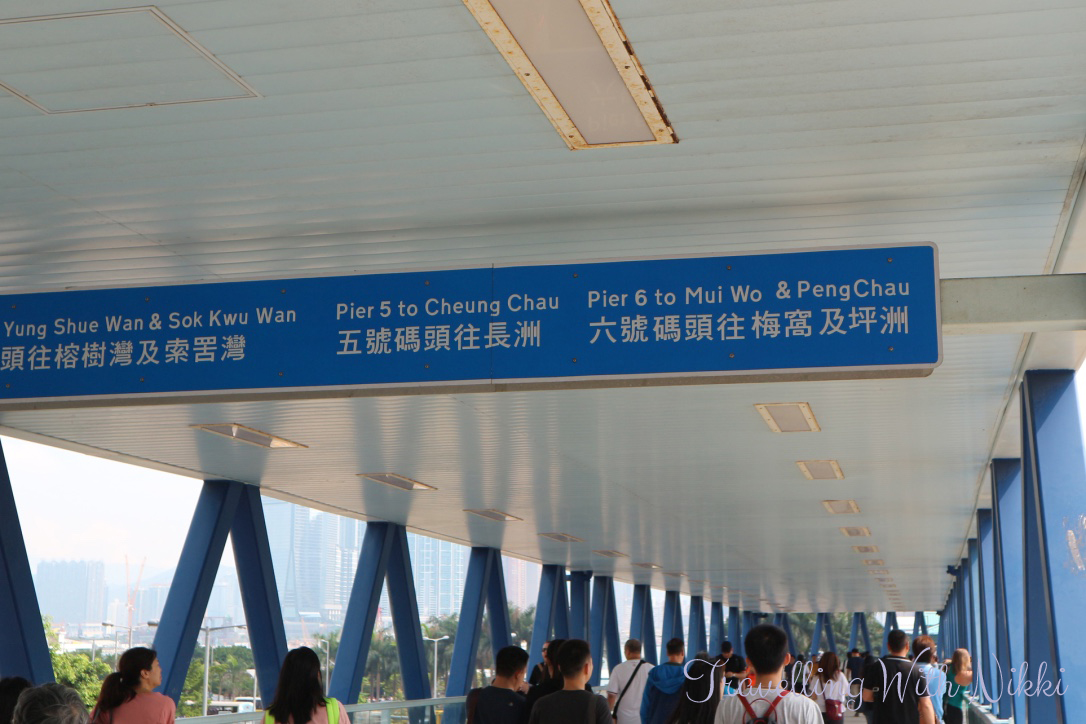 Yung Shue Wan & Sok Kwu Wan
頭往榕樹灣及索罟灣
Pier 5 to Cheung Chau
五號碼頭往長洲
Pier 6 to Mui Wo & PengChau
六號碼頭往梅窩及坪洲
Travelling With Nikki